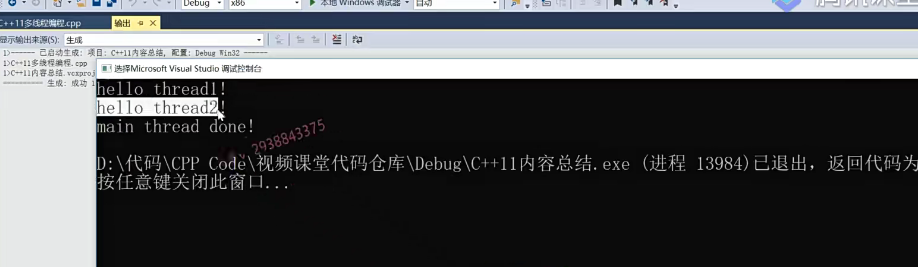 Debug x86 本地 Windows 调试器 自动
C++11多线程编程.cpp 输出
显示输出来源(S): 生成
1>------ 已启动生成: 项目: C++11内容总结, 配置: Debug Win32 ------
1>C++11多线程编程.cpp
1>C++11内容总结.vcxproj
========== 生成: 成功 1
选择Microsoft Visual Studio 调试控制台
hello thread1!
hello thread2!
main thread done!
2938843375
D:\代码\CPP Code\视频课堂代码仓库\Debug\C++11内容总结.exe (进程 13984)已退出，返回代码为
按任意键关闭此窗口...